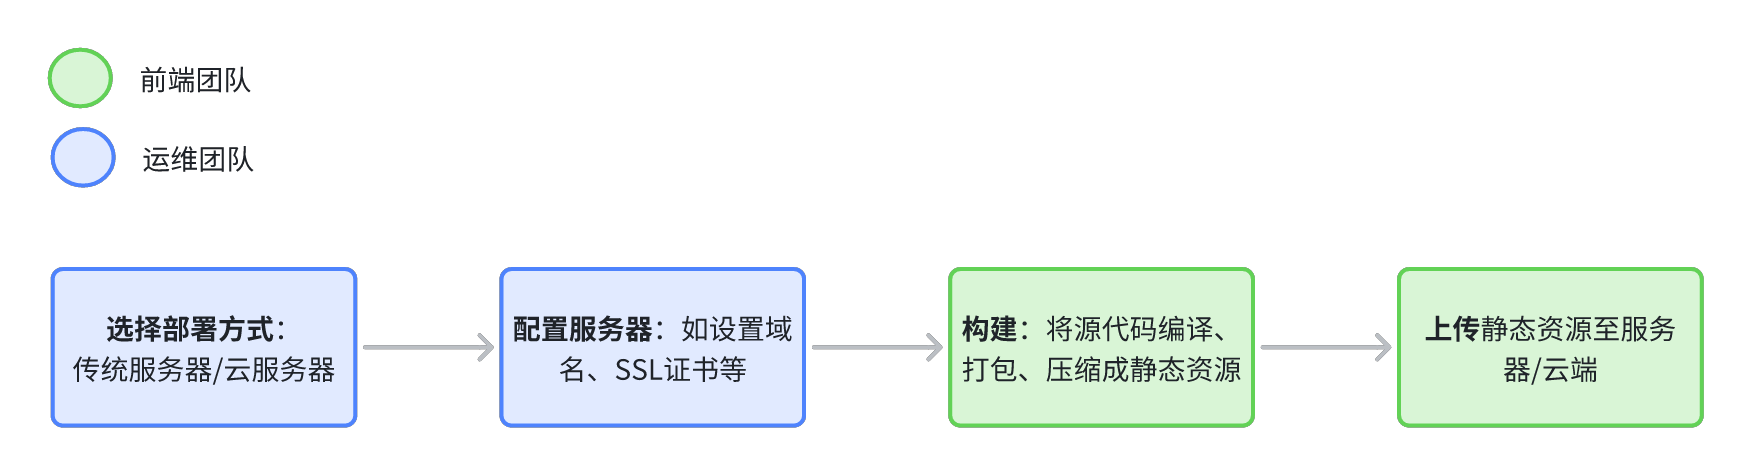 前端团队
运维团队
选择部署方式：
传统服务器/云服务器
配置服务器：如设置域
名、SSL证书等
构建：将源代码编译、
打包、压缩成静态资源
上传静态资源至服务
器/云端